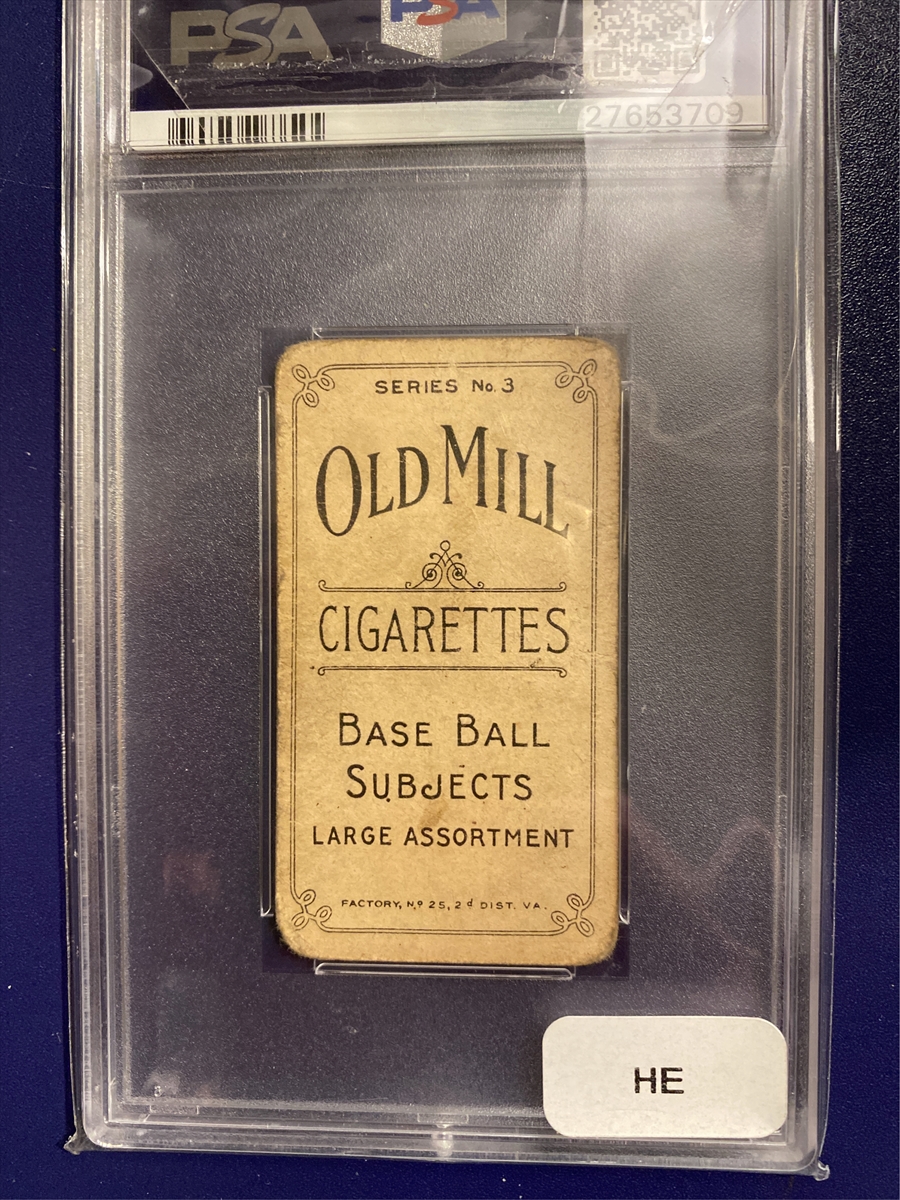 PSA
PSA
27653709
SERIES No. 3
OLD MILL
CIGARETTES
BASE BALL
SUBJECTS
LARGE ASSORTMENT
FACTORY, Nº 25, 2d DIST. VA.
HE